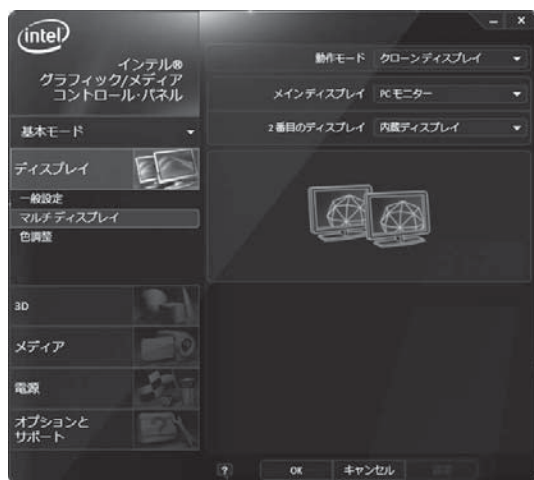 intel
インテル®
グラフィック/メディア
コントロール・パネル
基本モード
ディスプレイ
一般設定
マルチ ディスプレイ
色調整
3D
メディア
電源
オプションと
サポート
動作モード クローンディスプレイ
メインディスプレイ PC モニター
2 番目のディスプレイ 内蔵ディスプレイ
? OK キャンセル